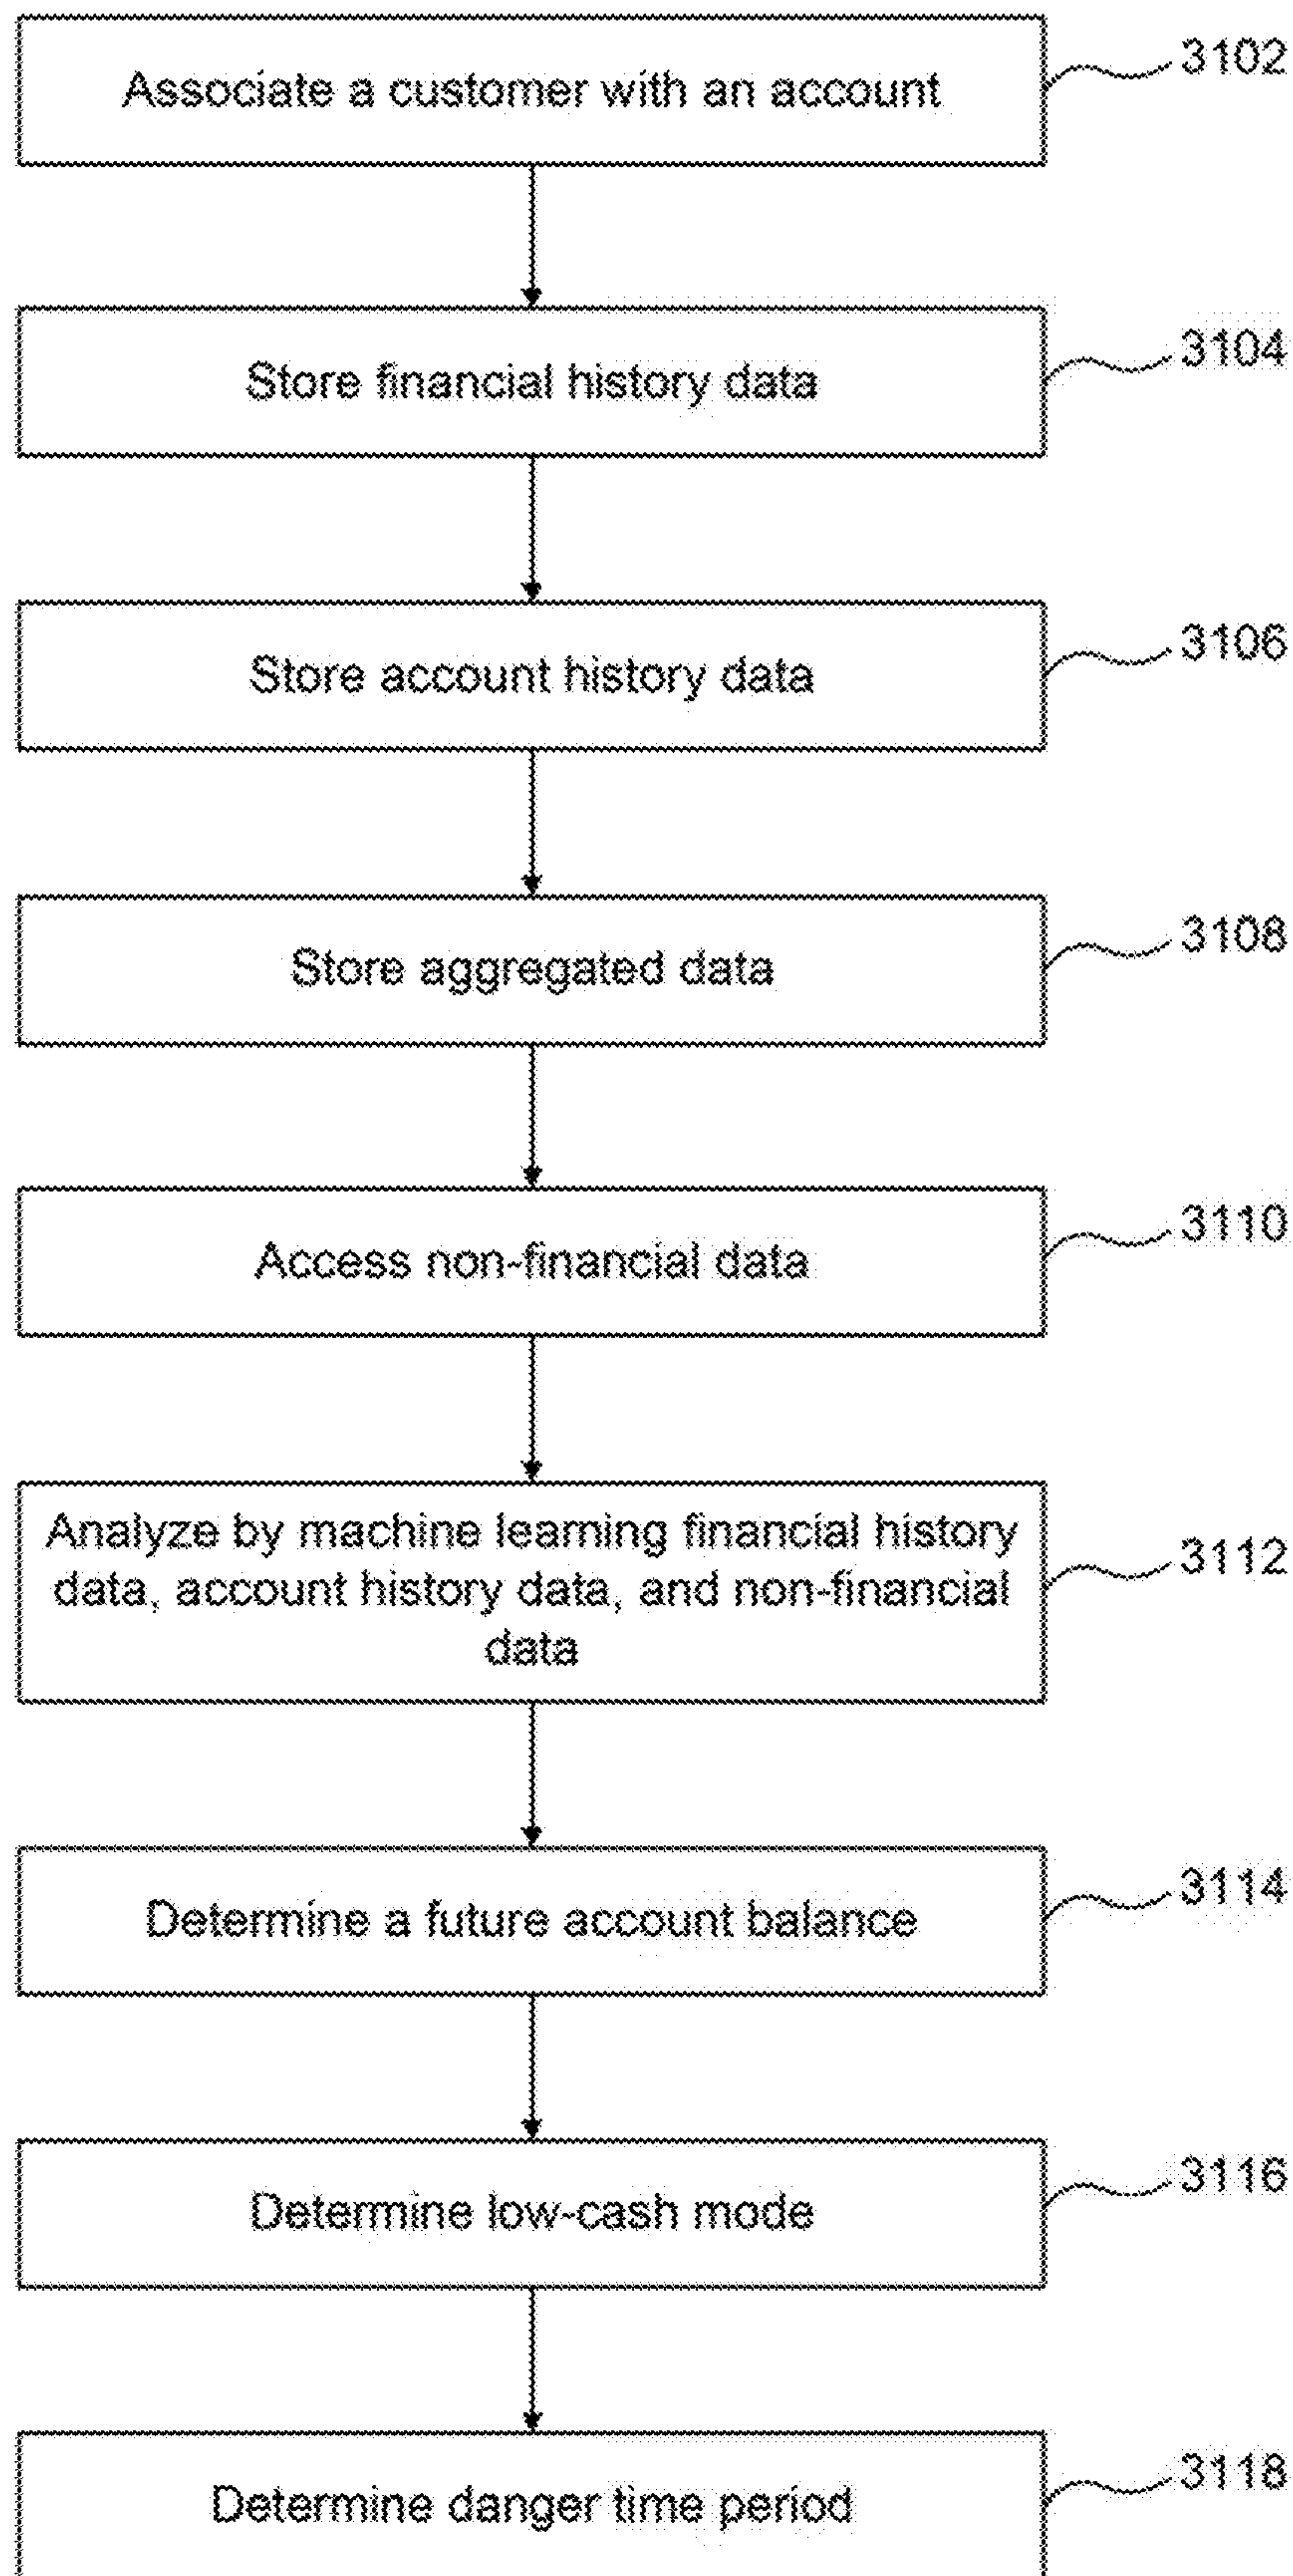 Associate a customer with an account
3102
Store financial history data
3104
Store account history data
3106
Store aggregated data
3108
Access non-financial data
3110
Analyze by machine learning financial history
data, account history data, and non-financial
data
3112
Determine a future account balance
3114
Determine low-cash mode
3116
Determine danger time period
3118